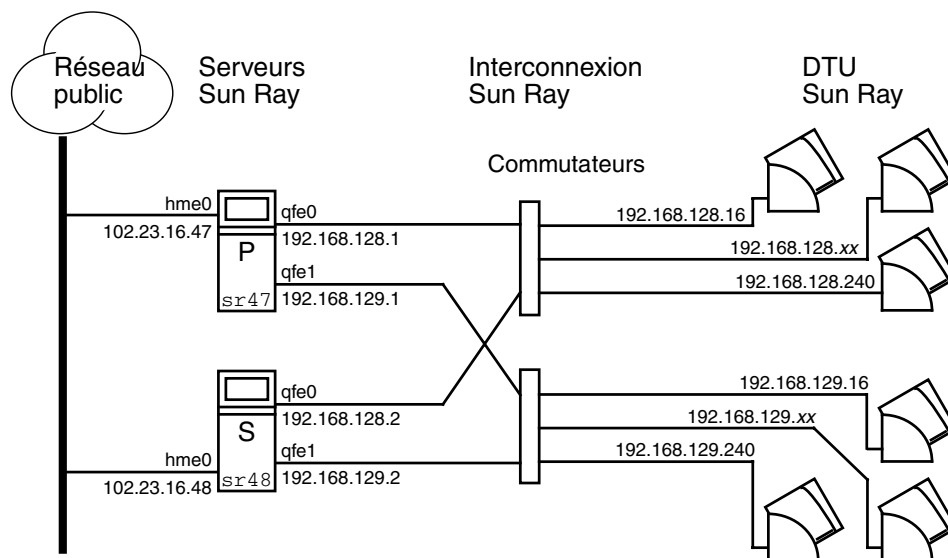 Réseau
public
Serveurs
Sun Ray
Interconnexion
Sun Ray
DTU
Sun Ray
Commutateurs
hme0
102.23.16.47
P
sr47
qfe0
192.168.128.1
qfe1
192.168.129.1
192.168.128.16
192.168.128.xx
192.168.128.240
hme0
102.23.16.48
S
sr48
qfe0
192.168.128.2
qfe1
192.168.129.2
192.168.129.16
192.168.129.xx
192.168.129.240